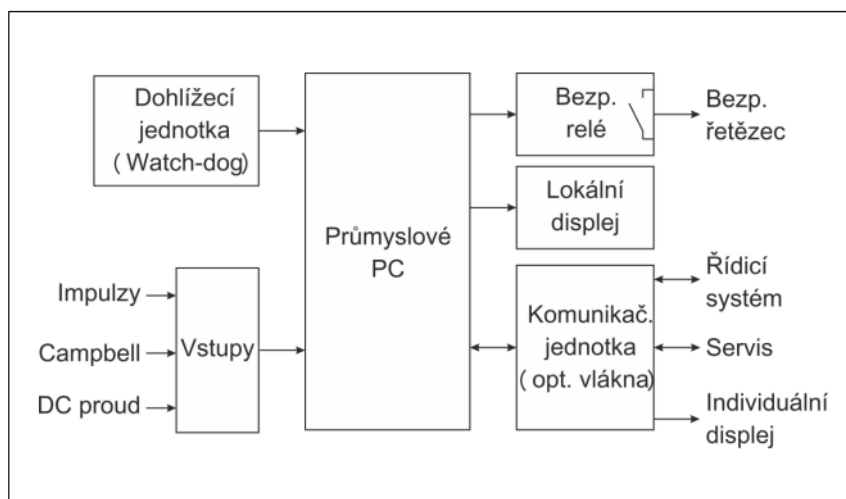 Dohlížecí
jednotka
( Watch-dog)
Impulzy
Campbell
DC proud
Vstupy
Průmyslové
PC
Bezp.
relé
Bezp.
řetězec
Lokální
displej
Komunikač.
jednotka
( opt. vlákna)
Řídicí
systém
Servis
Individuální
displej